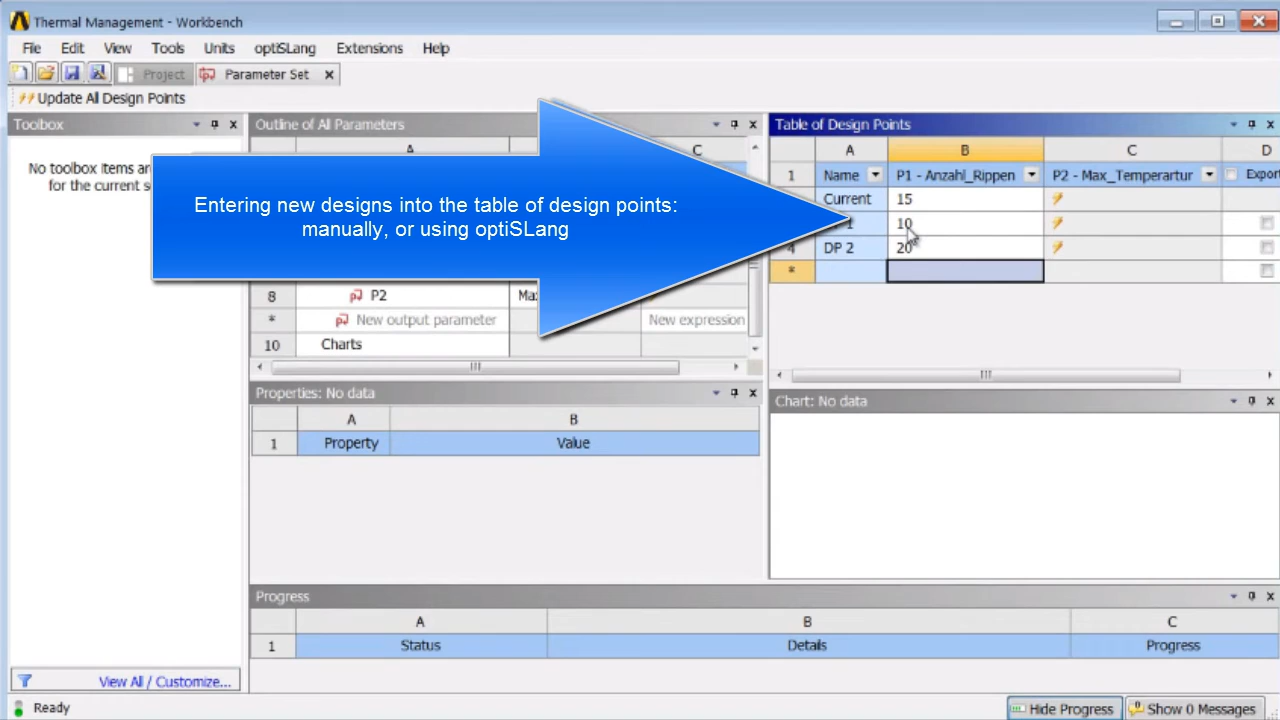 Thermal Management - Workbench
File Edit View Tools Units optiSLang Extensions Help
Project Parameter Set
Update All Design Points
Toolbox
No toolbox items are
for the current s
View All / Customize...
Outline of All Parameters
A C
8 P2 Max
* New output parameter New expression
10 Charts
Entering new designs into the table of design points:
manually, or using optiSLang
Table of Design Points
A B C D
1 Name P1 - Anzahl_Rippen P2 - Max_Temperartur Export
Current 15
1 10
4 DP 2 20
*
Properties: No data
A B
1 Property Value
Chart: No data
Progress
A B C
1 Status Details Progress
Ready Hide Progress Show 0 Messages